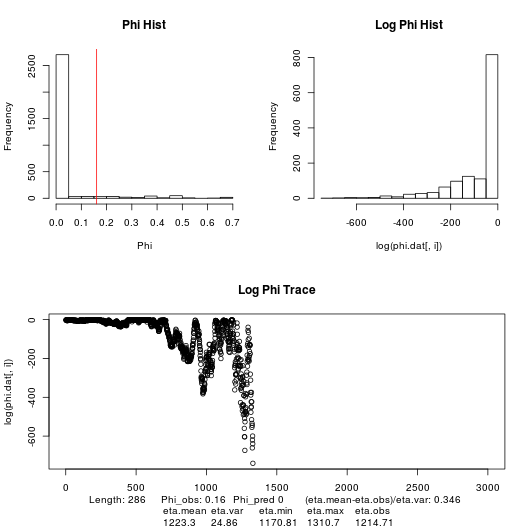 Phi Hist
Log Phi Hist
Frequency
0 500 1500 2500
0.0 0.1 0.2 0.3 0.4 0.5 0.6 0.7
Phi
Frequency
0 200 400 600 800
-600 -400 -200 0
log(phi.dat[, i])
Log Phi Trace
log(phi.dat[, i])
0 -200 -400 -600
0 500 1000 1500 2000 2500 3000
Length: 286 Phi_obs: 0.16 Phi_pred 0 (eta.mean-eta.obs)/eta.var: 0.346
eta.mean eta.var eta.min eta.max eta.obs
1223.3 24.86 1170.81 1310.7 1214.71